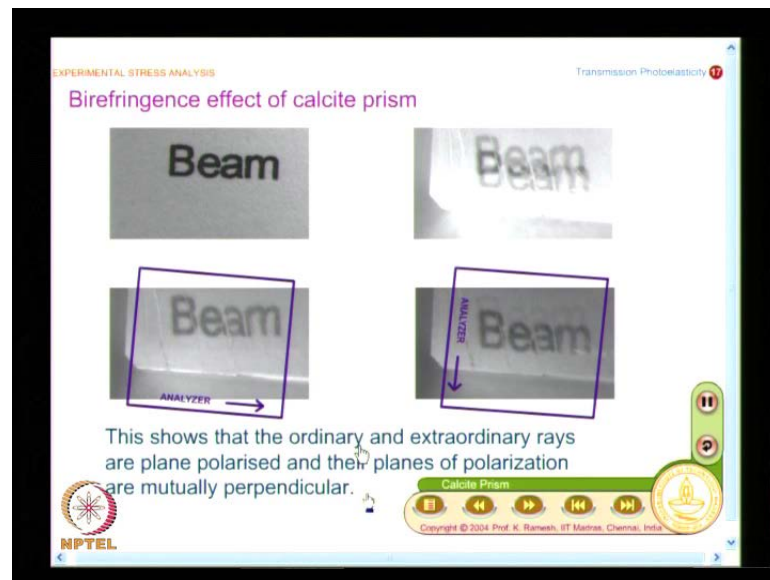 EXPERIMENTAL STRESS ANALYSIS
Transmission Photoelasticity 17
Birefringence effect of calcite prism
Beam
Beam
Beam
Beam
ANALYZER
Beam
ANALYZER
This shows that the ordinary and extraordinary rays
are plane polarised and their planes of polarization
are mutually perpendicular.
Calcite Prism
Copyright © 2004 Prof. K. Ramesh, IIT Madras, Chennai, India
NPTEL